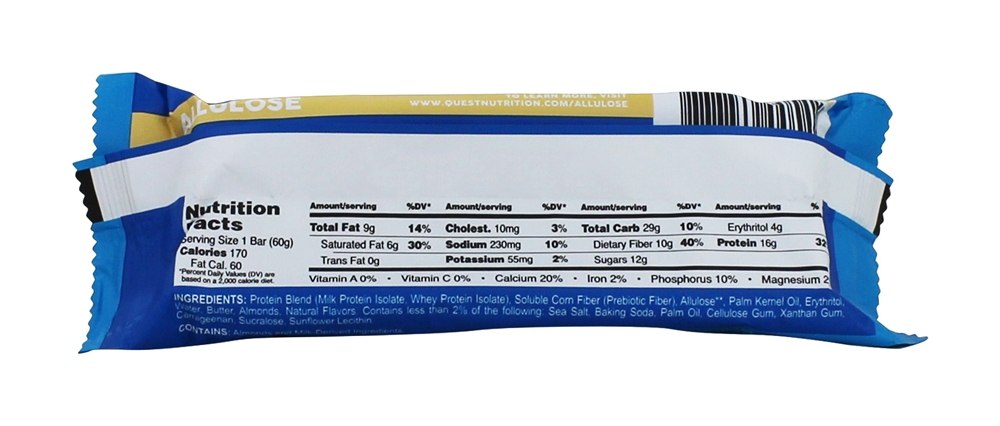 ALLULOSE
TO LEARN MORE, VISIT
WWW.QUESTNUTRITION.COM/ALLULOSE
Nutrition
Facts
Serving Size 1 Bar (60g)
Calories 170
Fat Cal. 60
*Percent Daily Values (DV) are
based on a 2,000 calorie diet.
Amount/serving %DV* Amount/serving %DV* Amount/serving %DV* Amount/serving %
Total Fat 9g 14% Cholest. 10mg 3% Total Carb 29g 10% Erythritol 4g
Saturated Fat 6g 30% Sodium 230mg 10% Dietary Fiber 10g 40% Protein 16g 32
Trans Fat 0g Potassium 55mg 2% Sugars 12g
Vitamin A 0% • Vitamin C 0% • Calcium 20% • Iron 2% • Phosphorus 10% • Magnesium 2
INGREDIENTS: Protein Blend (Milk Protein Isolate, Whey Protein Isolate), Soluble Corn Fiber (Prebiotic Fiber), Allulose**, Palm Kernel Oil, Erythritol,
Water, Butter, Almonds, Natural Flavors. Contains less than 2% of the following: Sea Salt, Baking Soda, Palm Oil, Cellulose Gum, Xanthan Gum,
Carrageenan, Sucralose, Sunflower Lecithin.
CONTAINS: Almonds and Milk-Derived Ingredients.